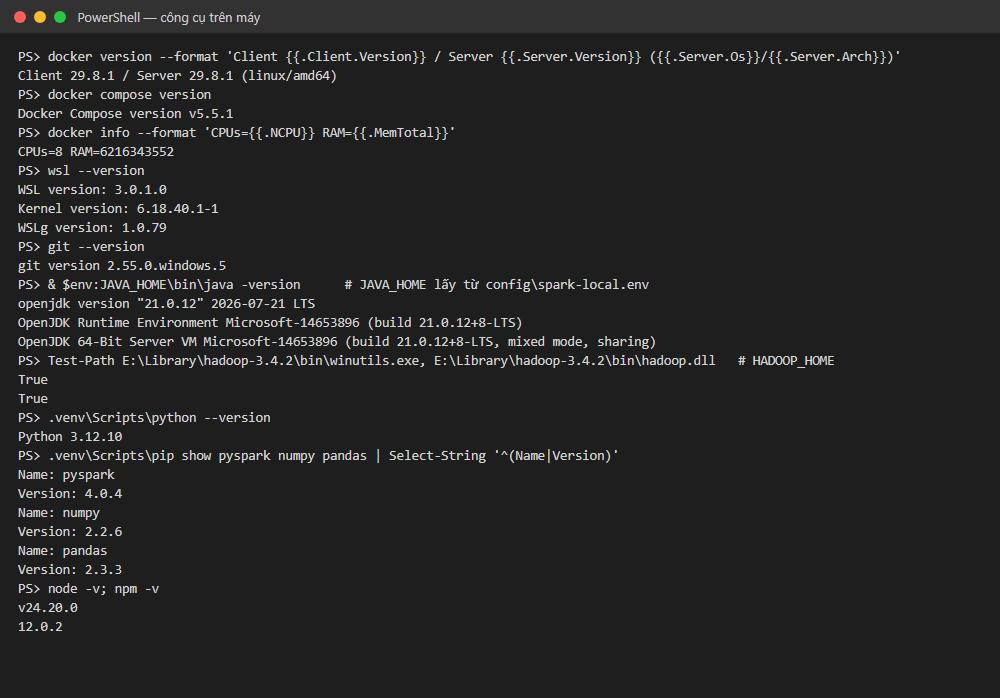 PowerShell — công cụ trên máy
PS> docker version --format 'Client {{.Client.Version}} / Server {{.Server.Version}} ({{.Server.Os}}/{{.Server.Arch}})'
Client 29.8.1 / Server 29.8.1 (linux/amd64)
PS> docker compose version
Docker Compose version v5.5.1
PS> docker info --format 'CPUs={{.NCPU}} RAM={{.MemTotal}}'
CPUs=8 RAM=6216343552
PS> wsl --version
WSL version: 3.0.1.0
Kernel version: 6.18.40.1-1
WSLg version: 1.0.79
PS> git --version
git version 2.55.0.windows.5
PS> & $env:JAVA_HOME\bin\java -version      # JAVA_HOME lấy từ config\spark-local.env
openjdk version "21.0.12" 2026-07-21 LTS
OpenJDK Runtime Environment Microsoft-14653896 (build 21.0.12+8-LTS)
OpenJDK 64-Bit Server VM Microsoft-14653896 (build 21.0.12+8-LTS, mixed mode, sharing)
PS> Test-Path E:\Library\hadoop-3.4.2\bin\winutils.exe, E:\Library\hadoop-3.4.2\bin\hadoop.dll   # HADOOP_HOME
True
True
PS> .venv\Scripts\python --version
Python 3.12.10
PS> .venv\Scripts\pip show pyspark numpy pandas | Select-String '^(Name|Version)'
Name: pyspark
Version: 4.0.4
Name: numpy
Version: 2.2.6
Name: pandas
Version: 2.3.3
PS> node -v; npm -v
v24.20.0
12.0.2